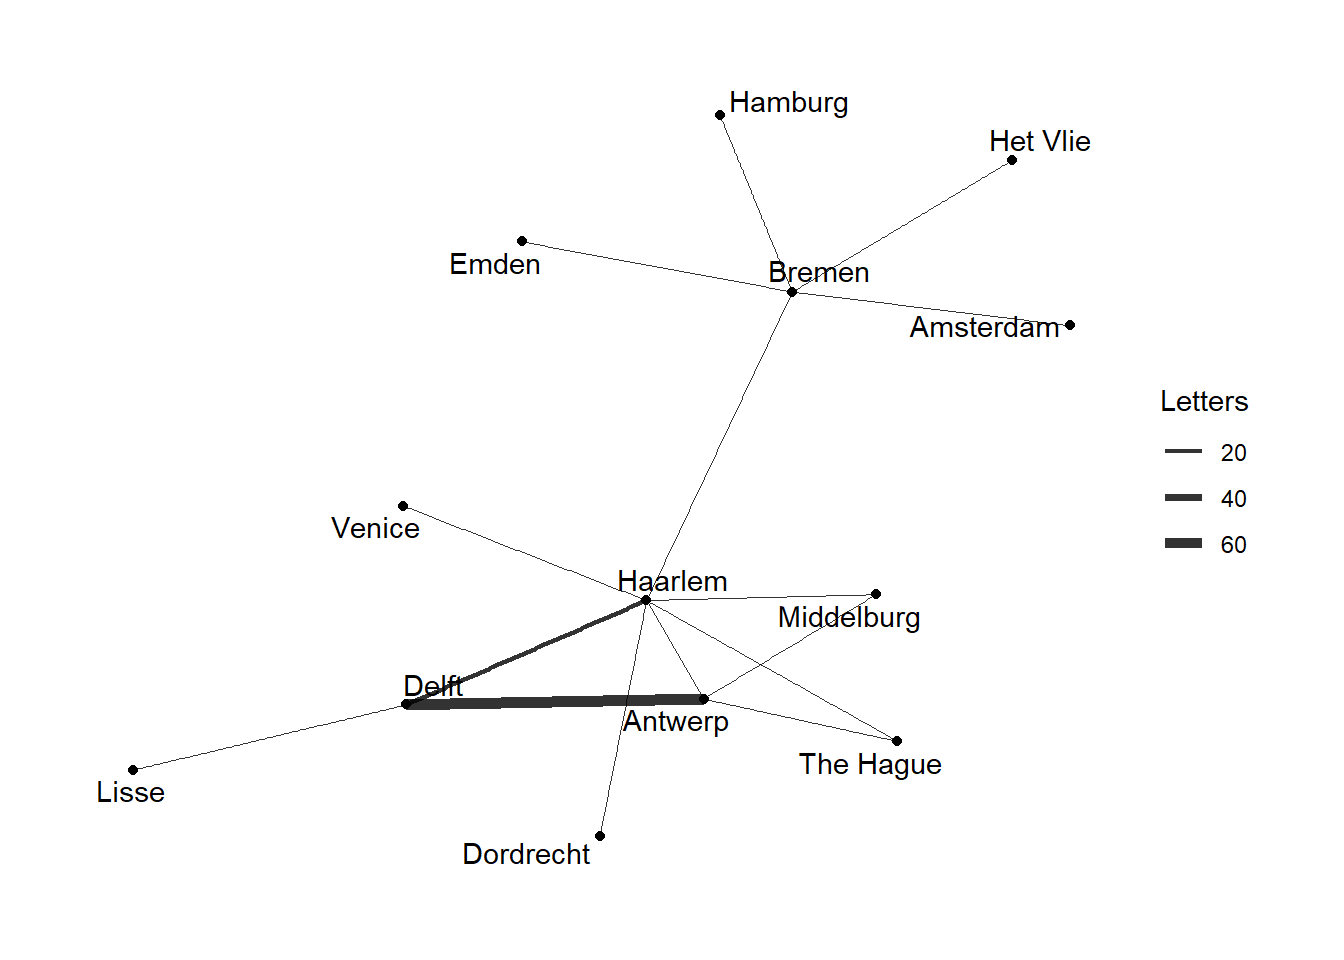 Hamburg
Het Vlie
Emden
Bremen
Amsterdam
Letters
20
40
60
Venice
Haarlem
Middelburg
Delft
Antwerp
The Hague
Lisse
Dordrecht